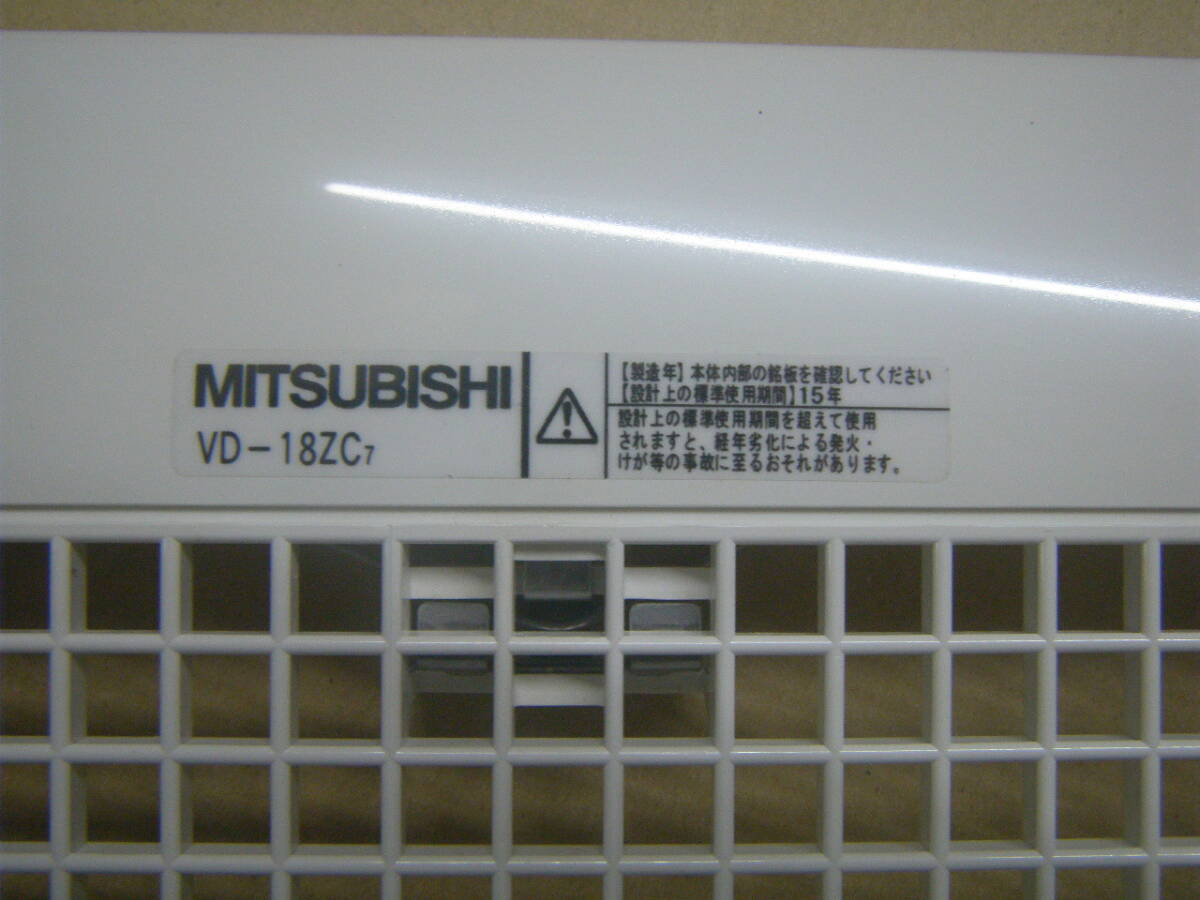 MITSUBISHI
VD-18ZC7
【製造年】本体内部の銘板を確認してください
【設計上の標準使用期間】15年
設計上の標準使用期間を超えて使用
されますと、経年劣化による発火・
けが等の事故に至るおそれがあります。